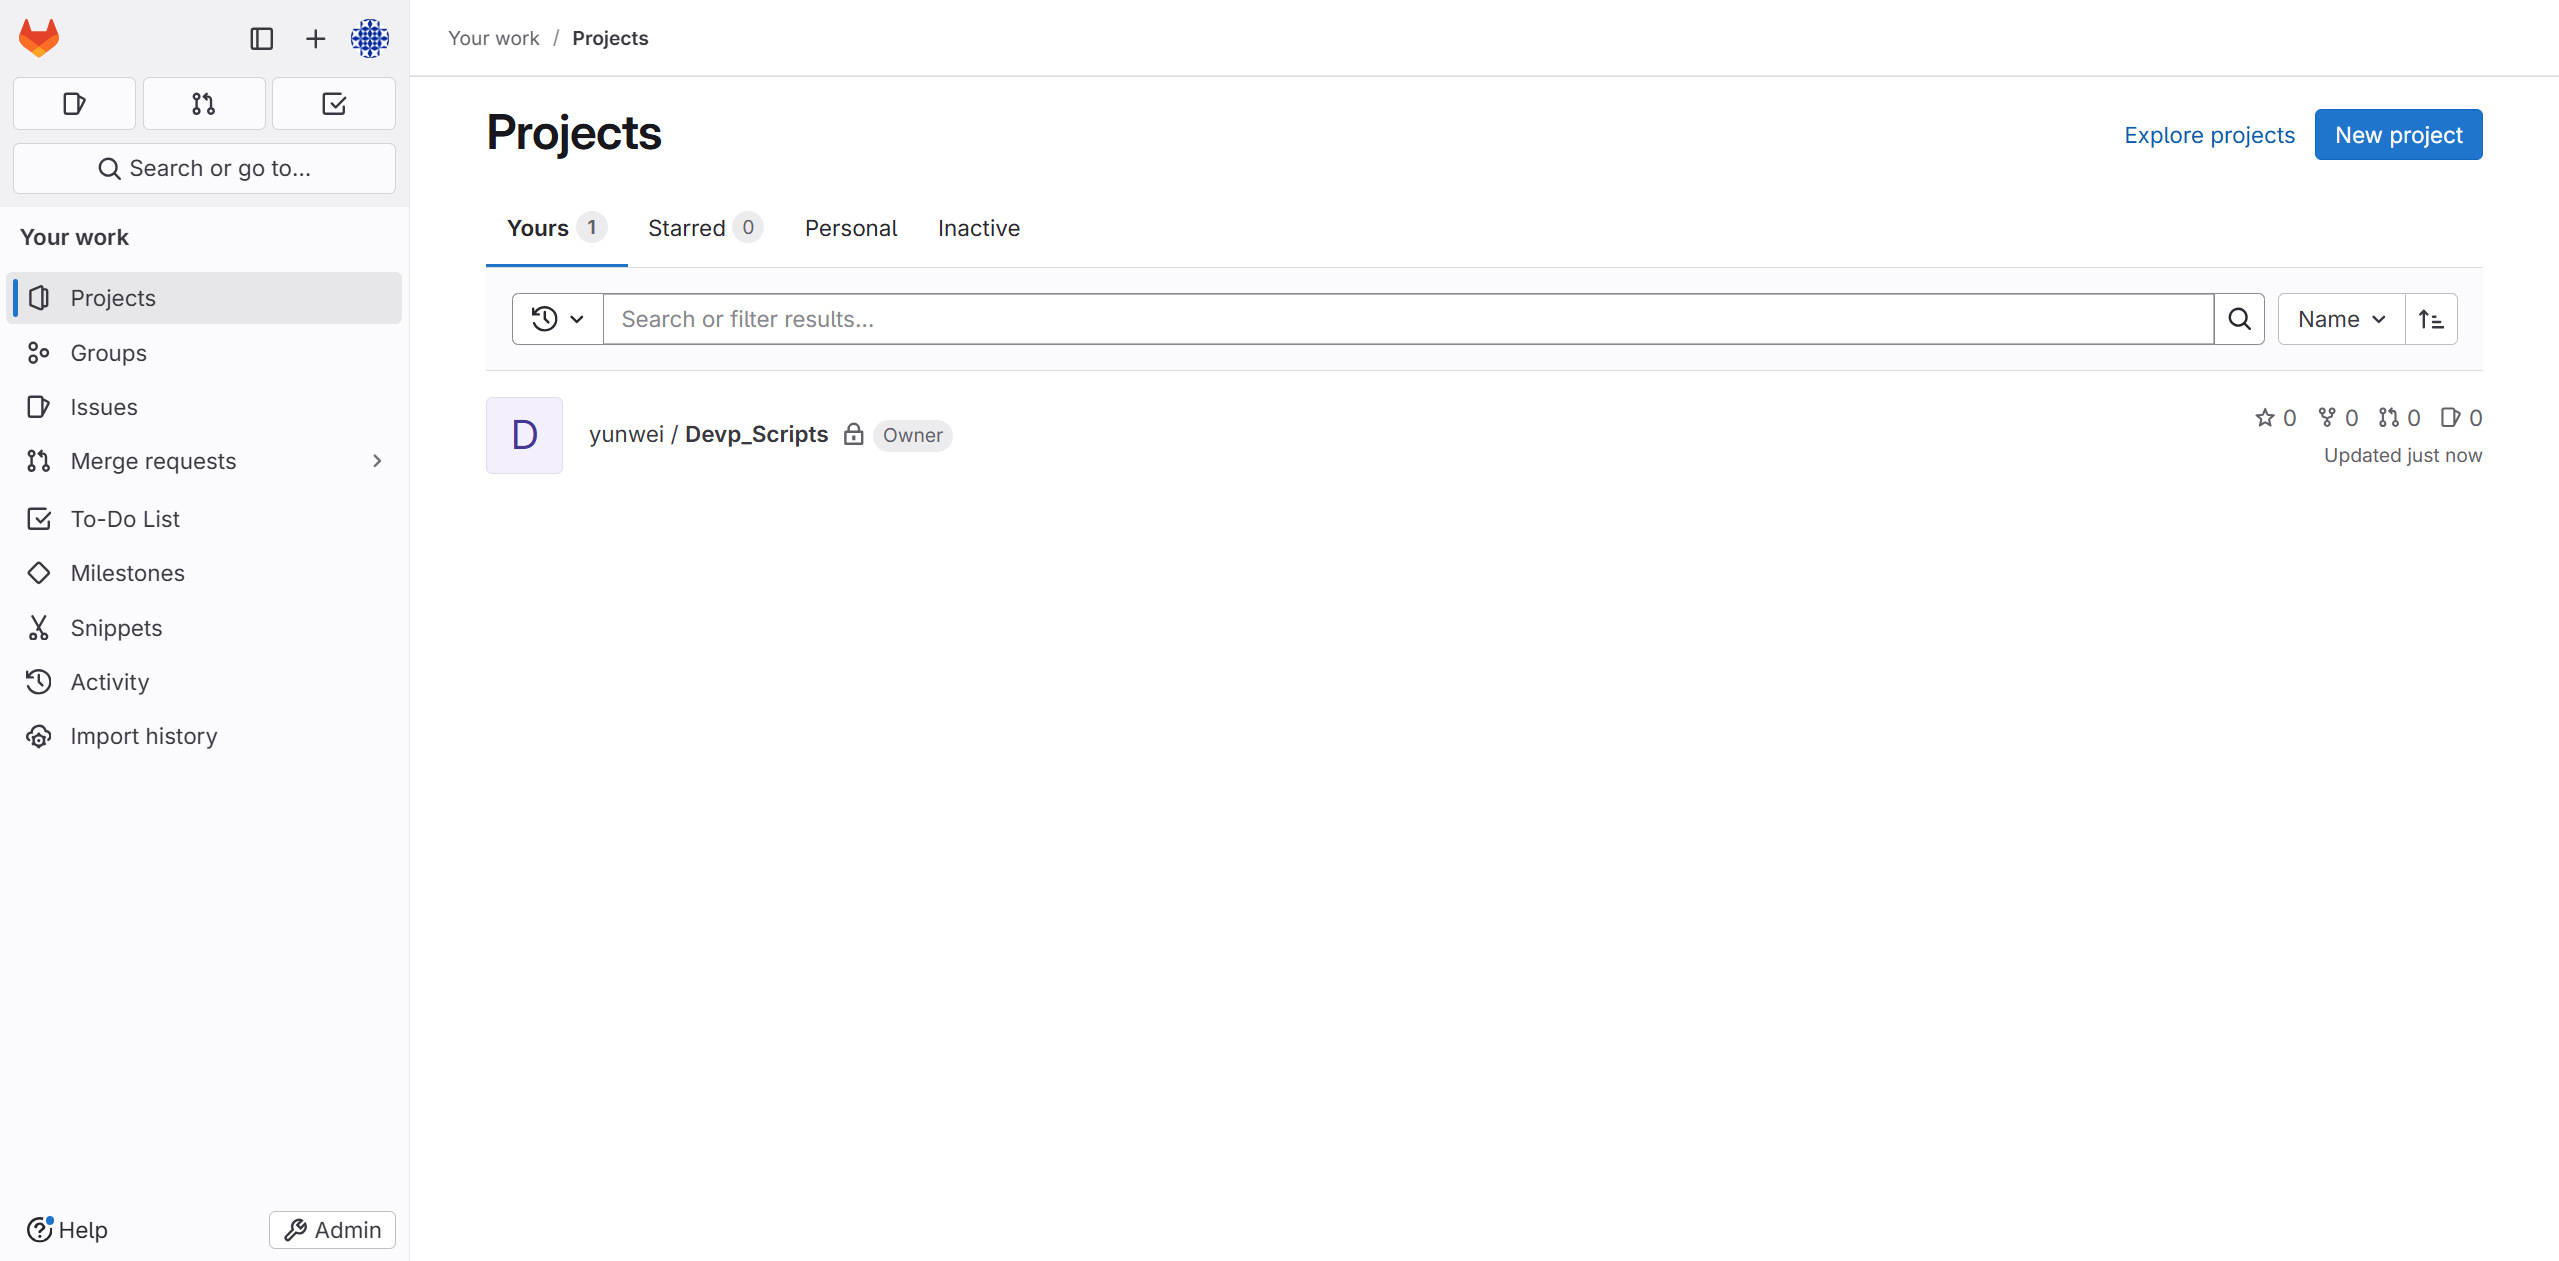 Your work / Projects
Search or go to...
Your work
Projects
Groups
Issues
Merge requests
To-Do List
Milestones
Snippets
Activity
Import history
Help
Admin
Projects
Explore projects
New project
Yours 1
Starred 0
Personal
Inactive
Search or filter results...
Name
D
yunwei / Devp_Scripts
Owner
0 0 0 0
Updated just now